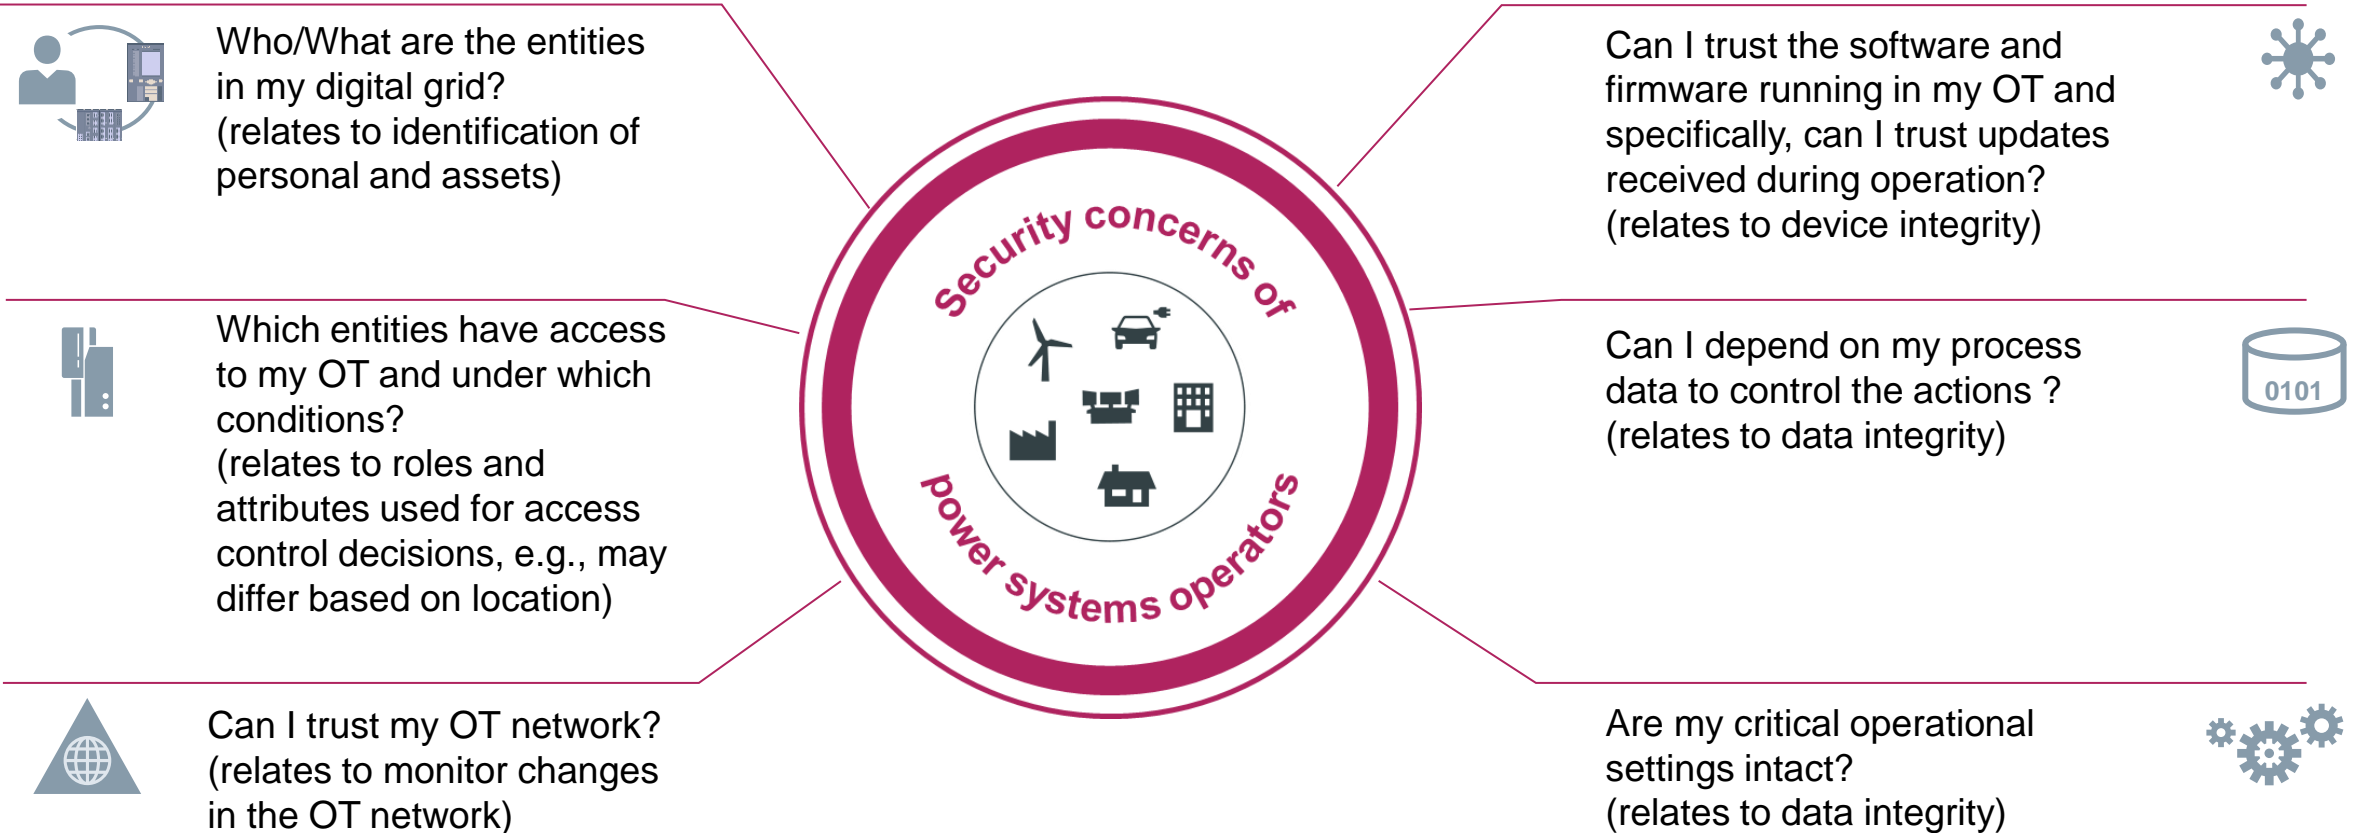 Who/What are the entities
in my digital grid?
(relates to identification of
personal and assets)
Which entities have access
to my OT and under which
conditions?
(relates to roles and
attributes used for access
control decisions, e.g., may
differ based on location)
Can I trust my OT network?
(relates to monitor changes
in the OT network)
Security concerns of
power systems operators
Can I trust the software and
firmware running in my OT and
specifically, can I trust updates
received during operation?
(relates to device integrity)
Can I depend on my process
data to control the actions ?
(relates to data integrity)
0101
Are my critical operational
settings intact?
(relates to data integrity)